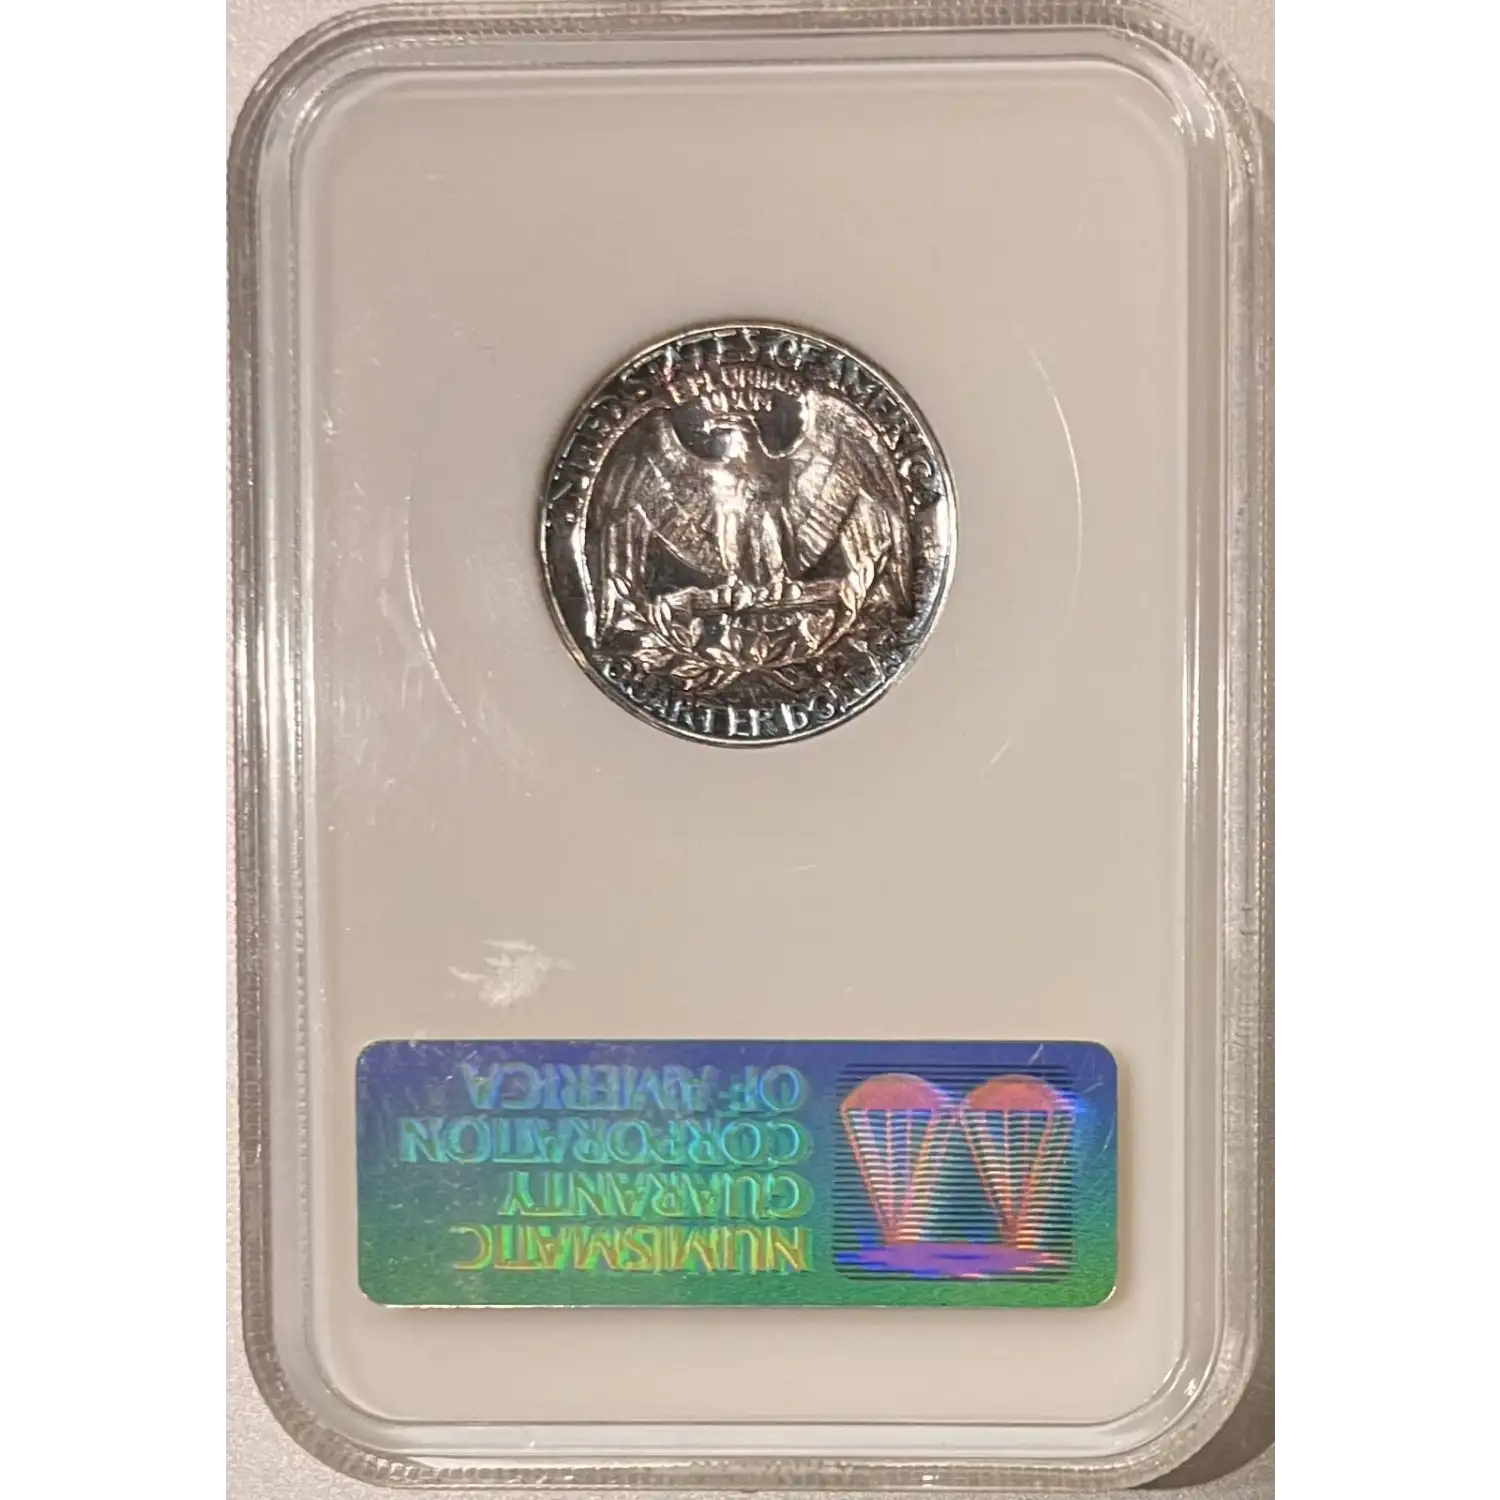 UNITED STATES OF AMERICA
E PLURIBUS
UNUM
QUARTER DOLLAR
NUMISMATIC
GUARANTY
CORPORATION
OF AMERICA